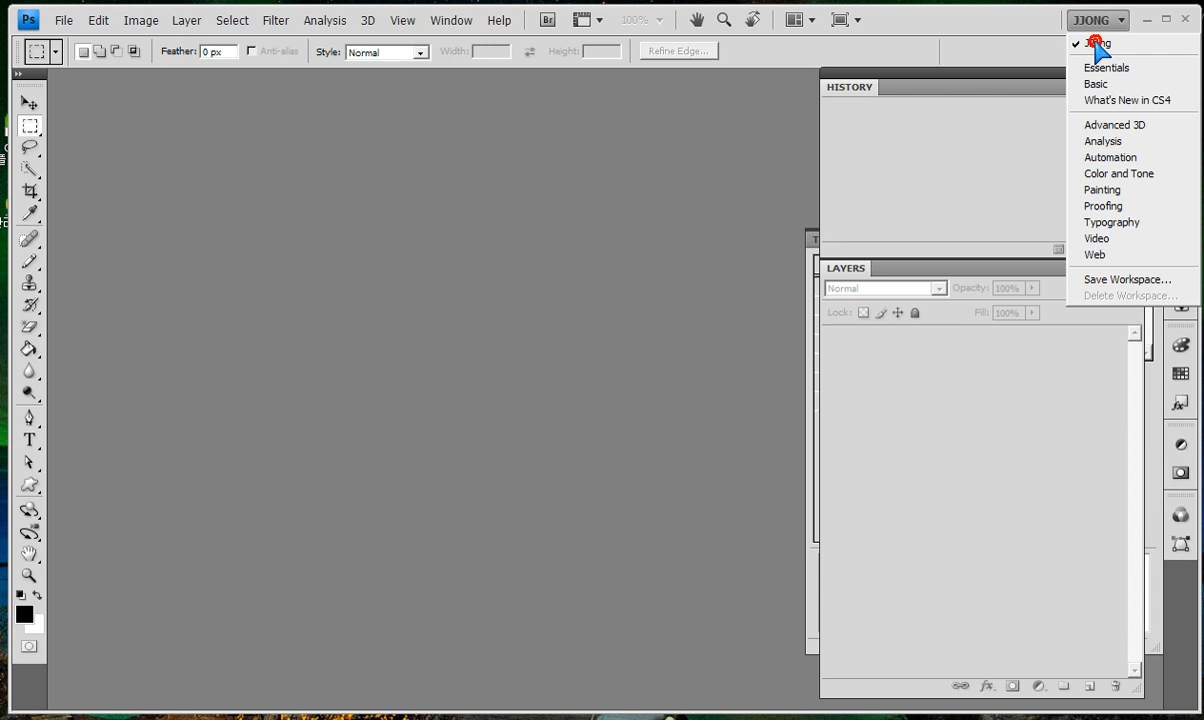 Ps File Edit Image Layer Select Filter Analysis 3D View Window Help Br 100% JJONG
Feather: 0 px Anti-alias Style: Normal Width: Height: Refine Edge...
Essentials
Basic
What's New in CS4
Advanced 3D
Analysis
Automation
Color and Tone
Painting
Proofing
Typography
Video
Web
Save Workspace...
Delete Workspace...
HISTORY
LAYERS
Normal Opacity: 100%
Lock: Fill: 100%